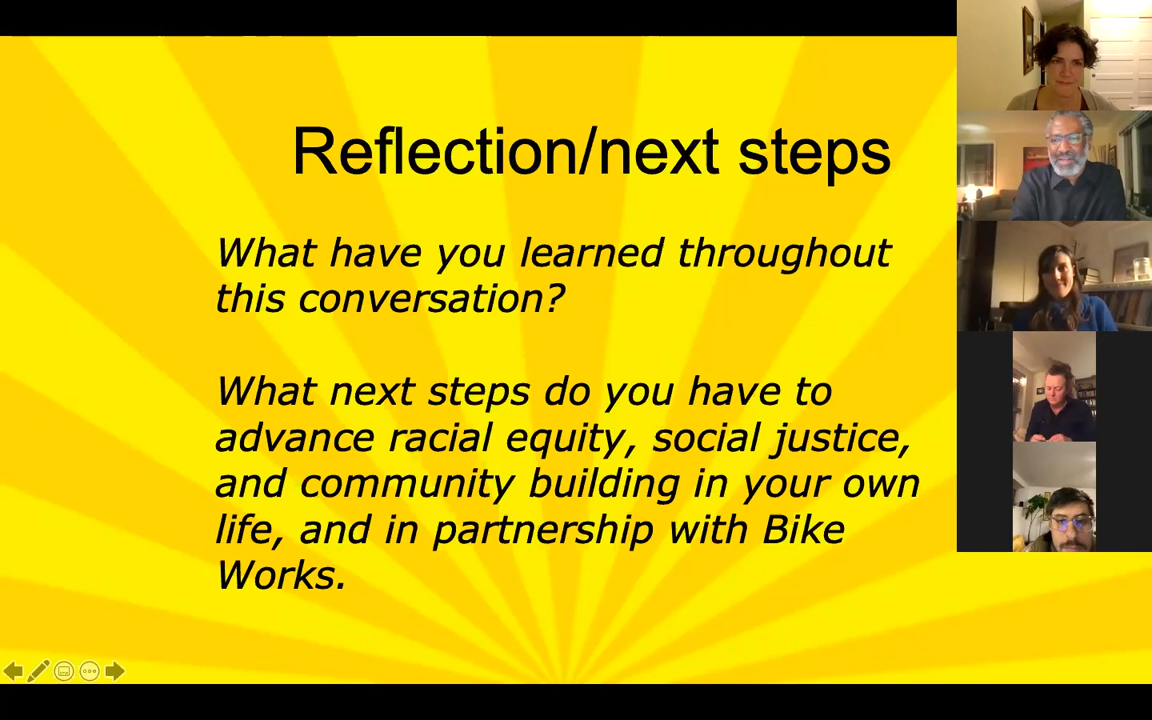 Reflection/next steps
What have you learned throughout
this conversation?
What next steps do you have to
advance racial equity, social justice,
and community building in your own
life, and in partnership with Bike
Works.